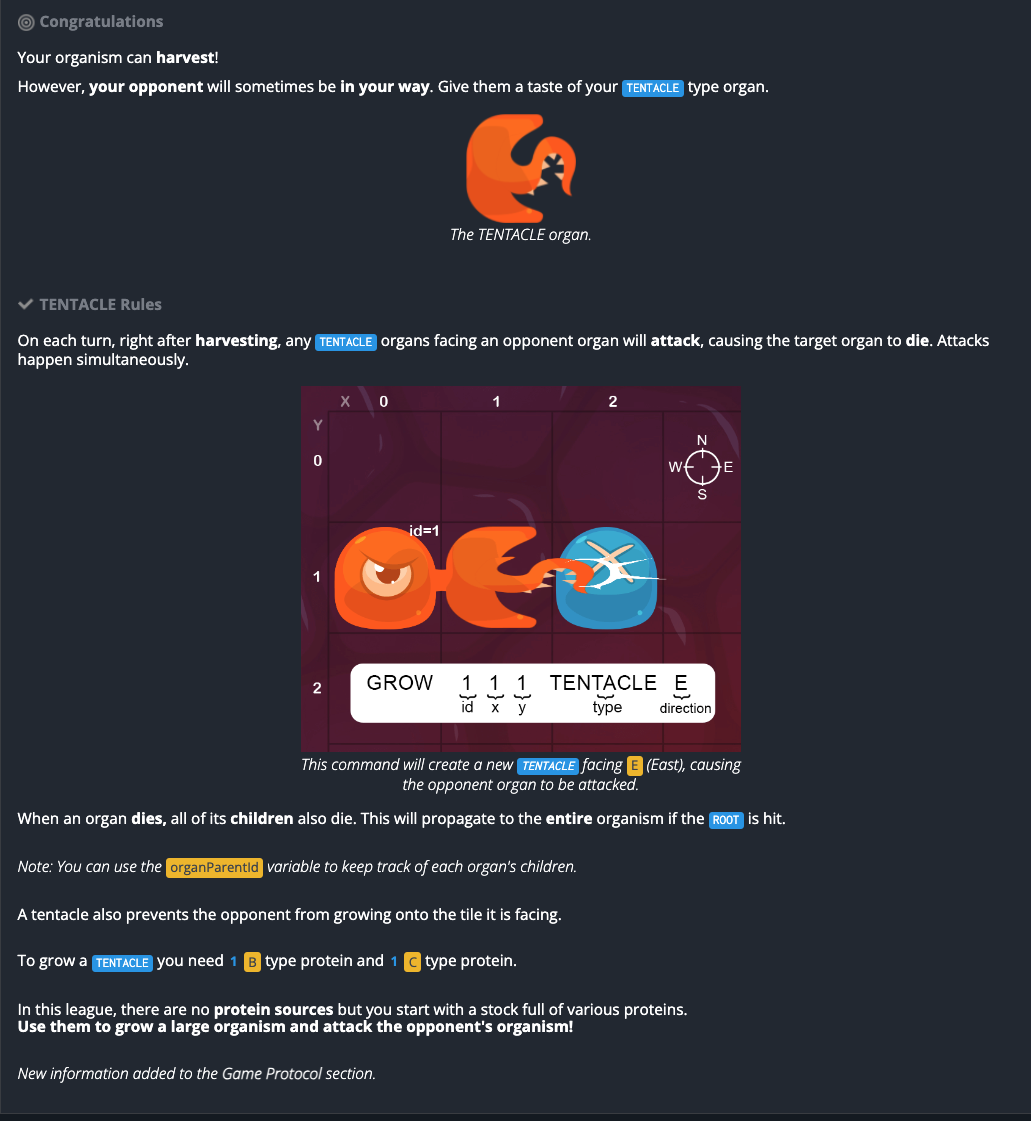 Congratulations
Your organism can harvest!
However, your opponent will sometimes be in your way. Give them a taste of your TENTACLE type organ.
The TENTACLE organ.
TENTACLE Rules
On each turn, right after harvesting, any TENTACLE organs facing an opponent organ will attack, causing the target organ to die. Attacks
happen simultaneously.
X 0 1 2
Y
N
0
W E
S
id=1
1
GROW 1 1 1 TENTACLE E
2
id x y type direction
This command will create a new TENTACLE facing E (East), causing
the opponent organ to be attacked.
When an organ dies, all of its children also die. This will propagate to the entire organism if the ROOT is hit.
Note: You can use the organParentId variable to keep track of each organ's children.
A tentacle also prevents the opponent from growing onto the tile it is facing.
To grow a TENTACLE you need 1 B type protein and 1 C type protein.
In this league, there are no protein sources but you start with a stock full of various proteins.
Use them to grow a large organism and attack the opponent's organism!
New information added to the Game Protocol section.